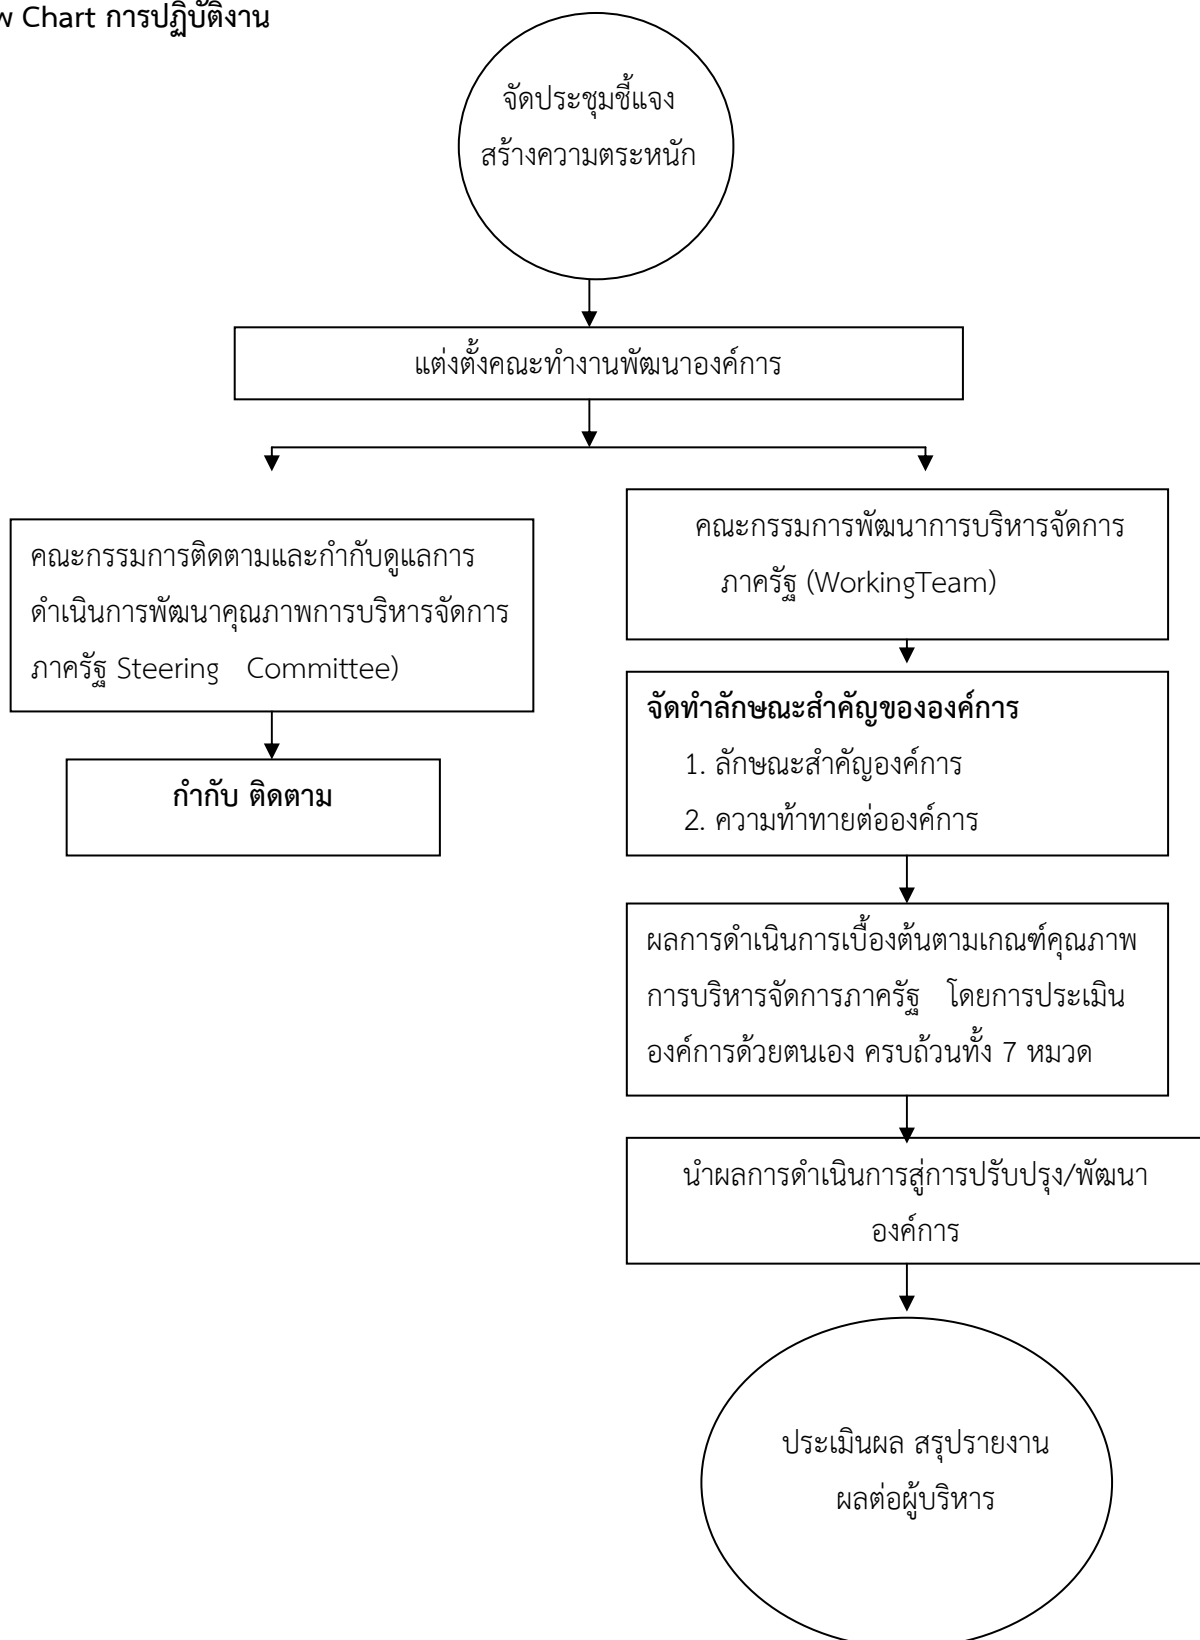 w Chart การปฏิบัติงาน
จัดประชุมชี้แจง
สร้างความตระหนัก
แต่งตั้งคณะทำงานพัฒนาองค์การ
คณะกรรมการติดตามและกำกับดูแลการ
ดำเนินการพัฒนาคุณภาพการบริหารจัดการ
ภาครัฐ Steering Committee)
กำกับ ติดตาม
คณะกรรมการพัฒนาการบริหารจัดการ
ภาครัฐ (WorkingTeam)
จัดทำลักษณะสำคัญขององค์การ
1. ลักษณะสำคัญองค์การ
2. ความท้าทายต่อองค์การ
ผลการดำเนินการเบื้องต้นตามเกณฑ์คุณภาพ
การบริหารจัดการภาครัฐ โดยการประเมิน
องค์การด้วยตนเอง ครบถ้วนทั้ง 7 หมวด
นำผลการดำเนินการสู่การปรับปรุง/พัฒนา
องค์การ
ประเมินผล สรุปรายงาน
ผลต่อผู้บริหาร